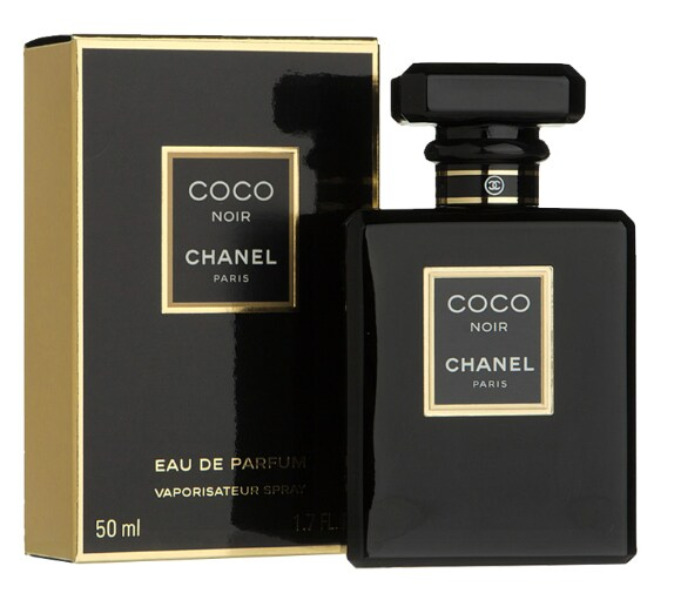 COCO
NOIR
CHANEL
PARIS
EAU DE PARFUM
VAPORISATEUR SPRAY
50 ml
1.7 FL.
COCO
NOIR
CHANEL
PARIS